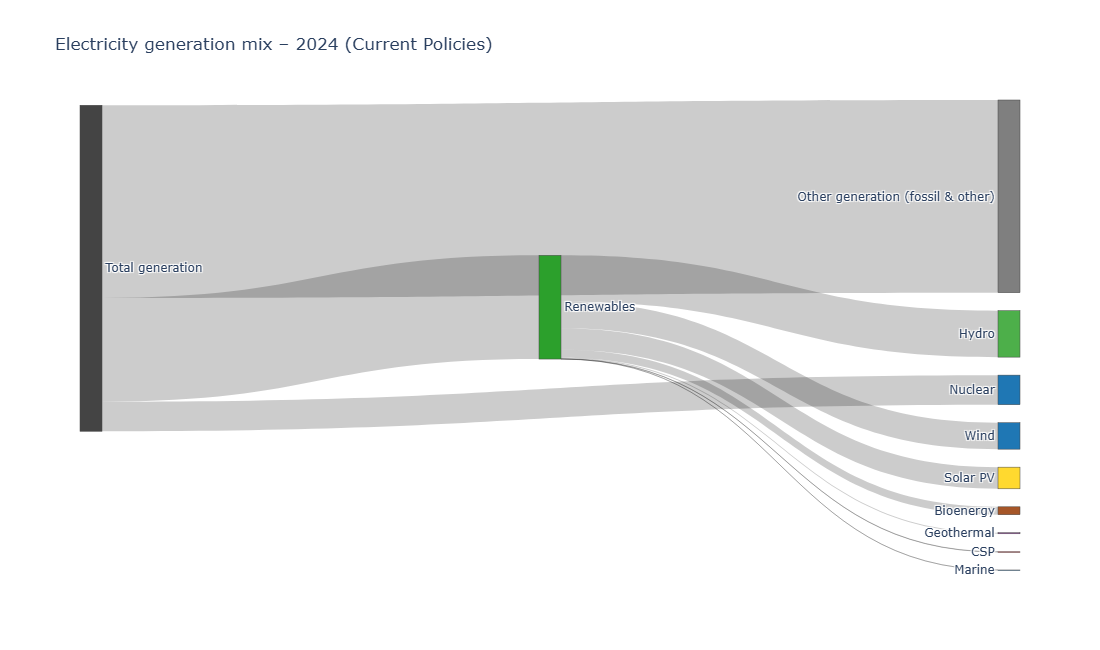 Electricity generation mix – 2024 (Current Policies)
Other generation (fossil & other)
Total generation
Renewables
Hydro
Nuclear
Wind
Solar PV
Bioenergy
Geothermal
CSP
Marine